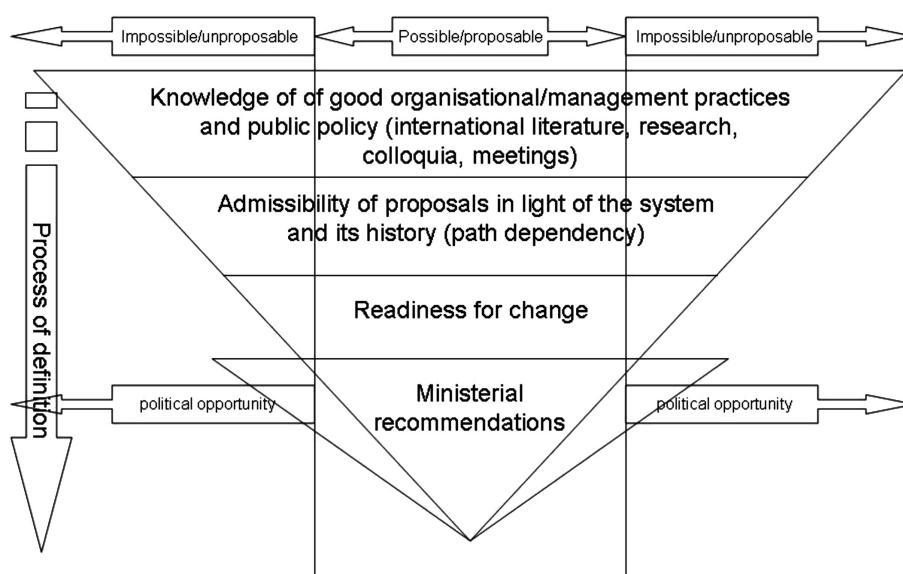 Impossible/unproposable
Possible/proposable
Impossible/unproposable
Knowledge of of good organisational/management practices
and public policy (international literature, research,
colloquia, meetings)
Admissibility of proposals in light of the system
and its history (path dependency)
Readiness for change
Process of definition
Ministerial
recommendations
political opportunity
political opportunity